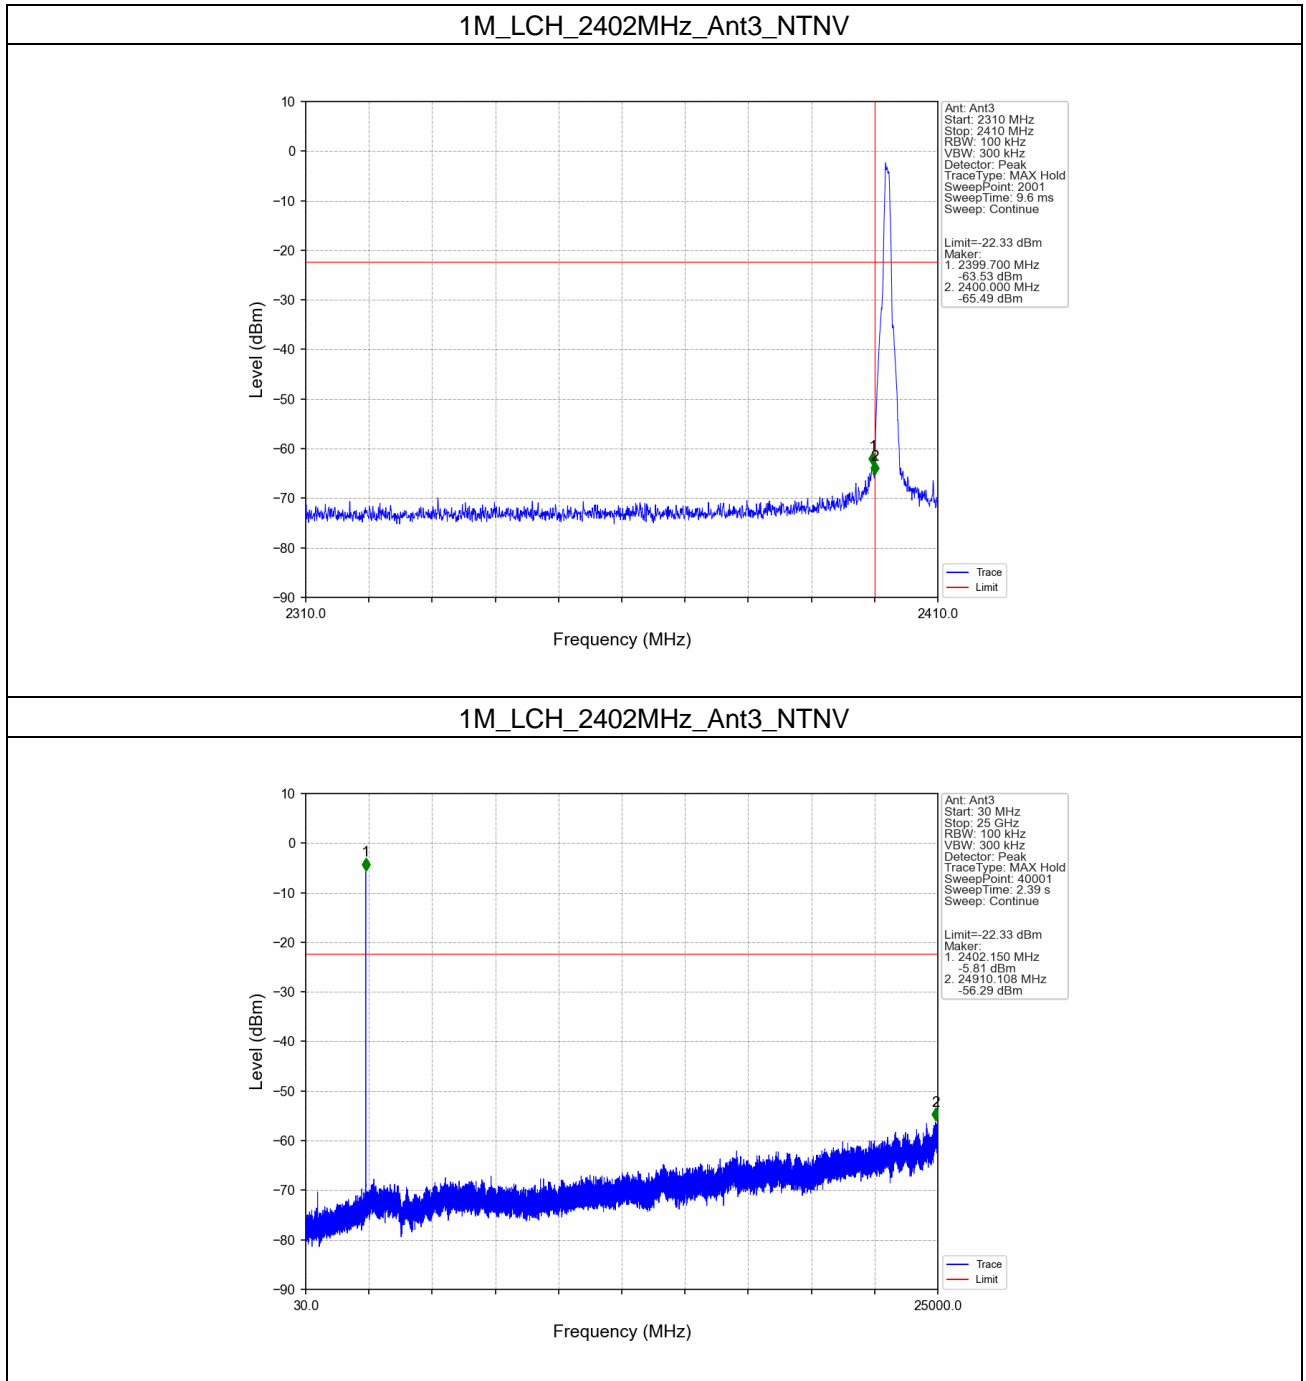 1M_LCH_2402MHz_Ant3_NTNV
10
0
−10
−20
−30
−40
−50
−60
−70
−80
−90
Level (dBm)
1
2
2310.0
2410.0
Frequency (MHz)
Ant: Ant3
Start: 2310 MHz
Stop: 2410 MHz
RBW: 100 kHz
VBW: 300 kHz
Detector: Peak
TraceType: MAX Hold
SweepPoint: 2001
SweepTime: 9.6 ms
Sweep: Continue
Limit=-22.33 dBm
Maker:
1. 2399.700 MHz
-63.53 dBm
2. 2400.000 MHz
-65.49 dBm
Trace
Limit
1M_LCH_2402MHz_Ant3_NTNV
10
0
−10
−20
−30
−40
−50
−60
−70
−80
−90
Level (dBm)
1
2
30.0
25000.0
Frequency (MHz)
Ant: Ant3
Start: 30 MHz
Stop: 25 GHz
RBW: 100 kHz
VBW: 300 kHz
Detector: Peak
TraceType: MAX Hold
SweepPoint: 40001
SweepTime: 2.39 s
Sweep: Continue
Limit=-22.33 dBm
Maker:
1. 2402.150 MHz
-5.81 dBm
2. 24910.108 MHz
-56.29 dBm
Trace
Limit